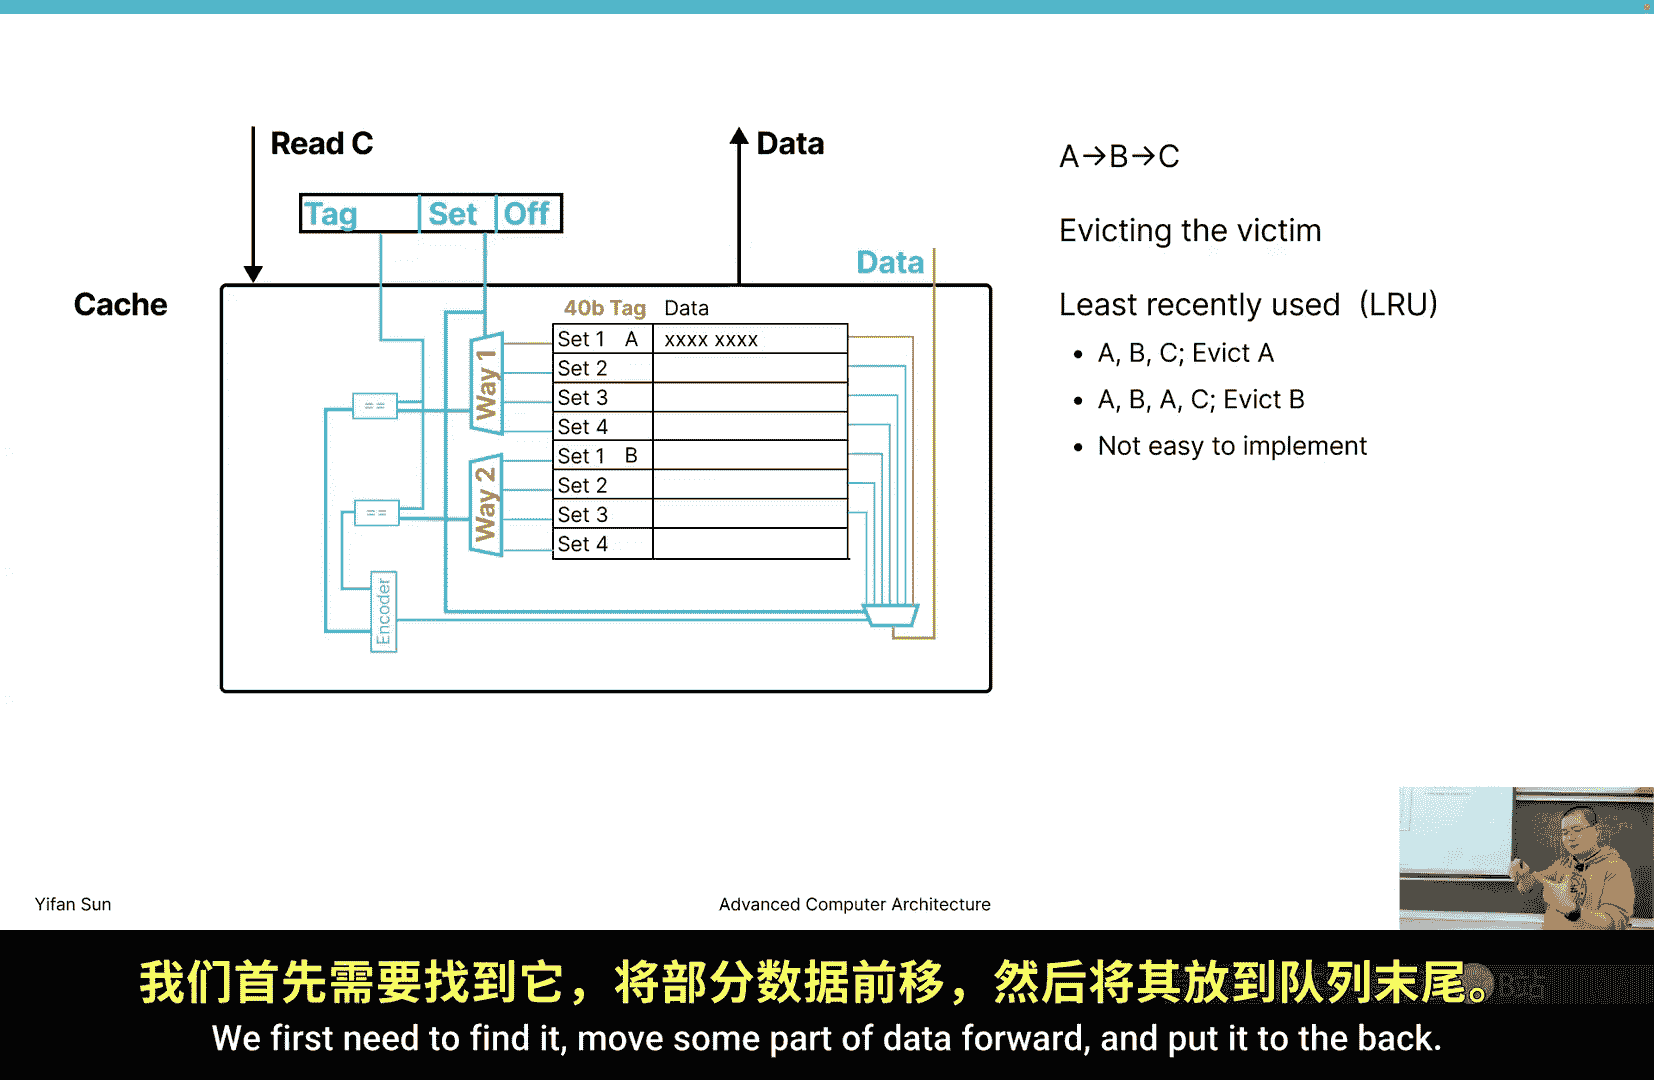 Read C
Data
Tag Set Off
Data
Cache
40b Tag Data
Set 1 A xxxx xxxx
Set 2
Set 3
Set 4
Set 1 B
Set 2
Set 3
Set 4
Way 1
Way 2
==
==
Encoder
A→B→C
Evicting the victim
Least recently used (LRU)
• A, B, C; Evict A
• A, B, A, C; Evict B
• Not easy to implement
Yifan Sun
Advanced Computer Architecture
我们首先需要找到它，将部分数据前移，然后将其放到队列末尾。
B站
We first need to find it, move some part of data forward, and put it to the back.